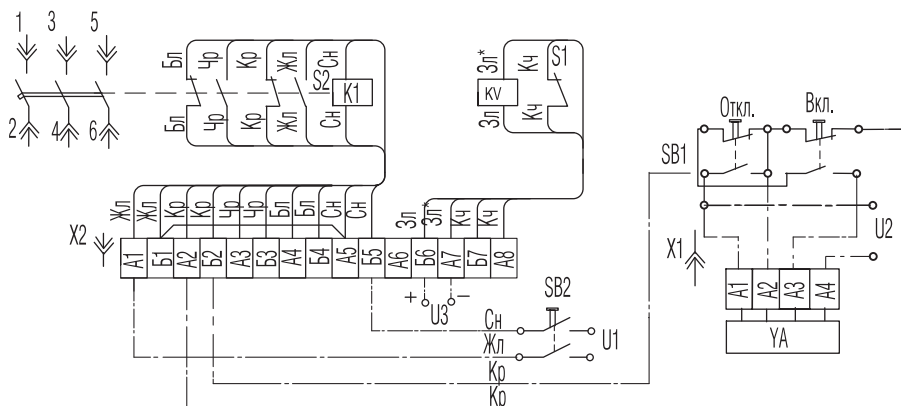 1 3 5
2 4 6
Бл Чр Кр Жл S2 Сн
К1
Бл Чр Кр Жл Сн
Зл* Кч S1
KV
Зл Кч
Откл. Вкл.
SB1
U2
X1
А1 А2 А3 А4
YA
Жл Жл Кр Кр Чр Чр Бл Бл Сн Сн
Зл Зл* Кч Кч
X2
А1 Б1 А2 Б2 А3 Б3 А4 Б4 А5 Б5 А6 Б6 А7 Б7 А8
+ U3 −
SB2
Сн
U1
Жл
Кр
Кр